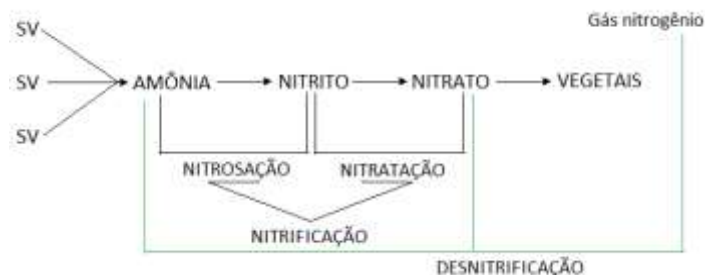 Gás nitrogênio
SV
SV AMÔNIA NITRITO NITRATO VEGETAIS
SV
NITROSAÇÃO NITRATAÇÃO
NITRIFICAÇÃO
DESNITRIFICAÇÃO